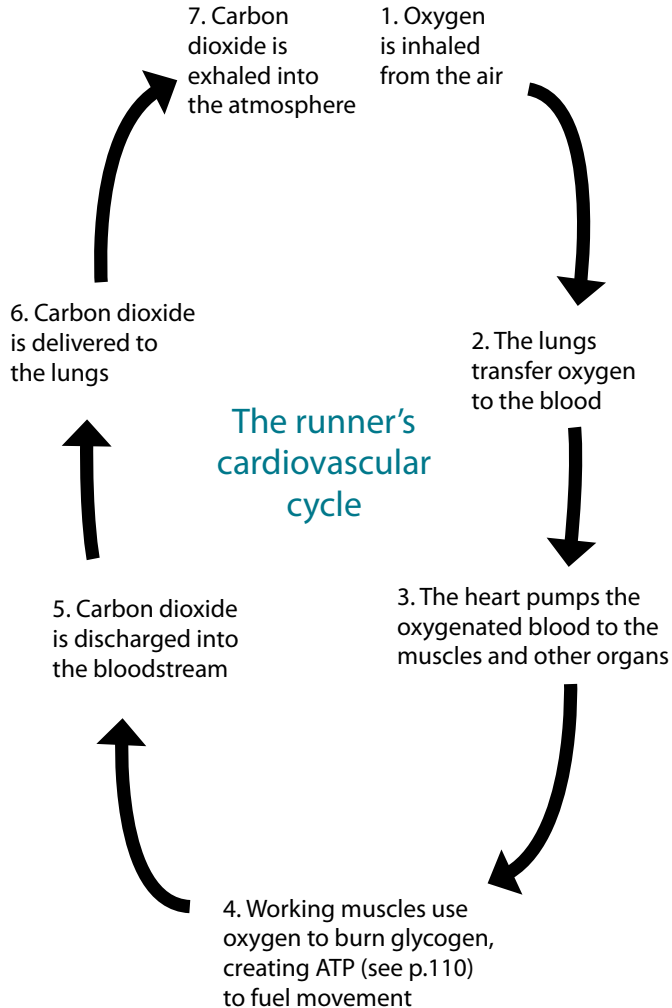 The runner’s
cardiovascular
cycle
1. Oxygen
is inhaled
from the air
2. The lungs
transfer oxygen
to the blood
3. The heart pumps the
oxygenated blood to the
muscles and other organs
4. Working muscles use
oxygen to burn glycogen,
creating ATP (see p.110)
to fuel movement
5. Carbon dioxide
is discharged into
the bloodstream
6. Carbon dioxide
is delivered to
the lungs
7. Carbon
dioxide is
exhaled into
the atmosphere